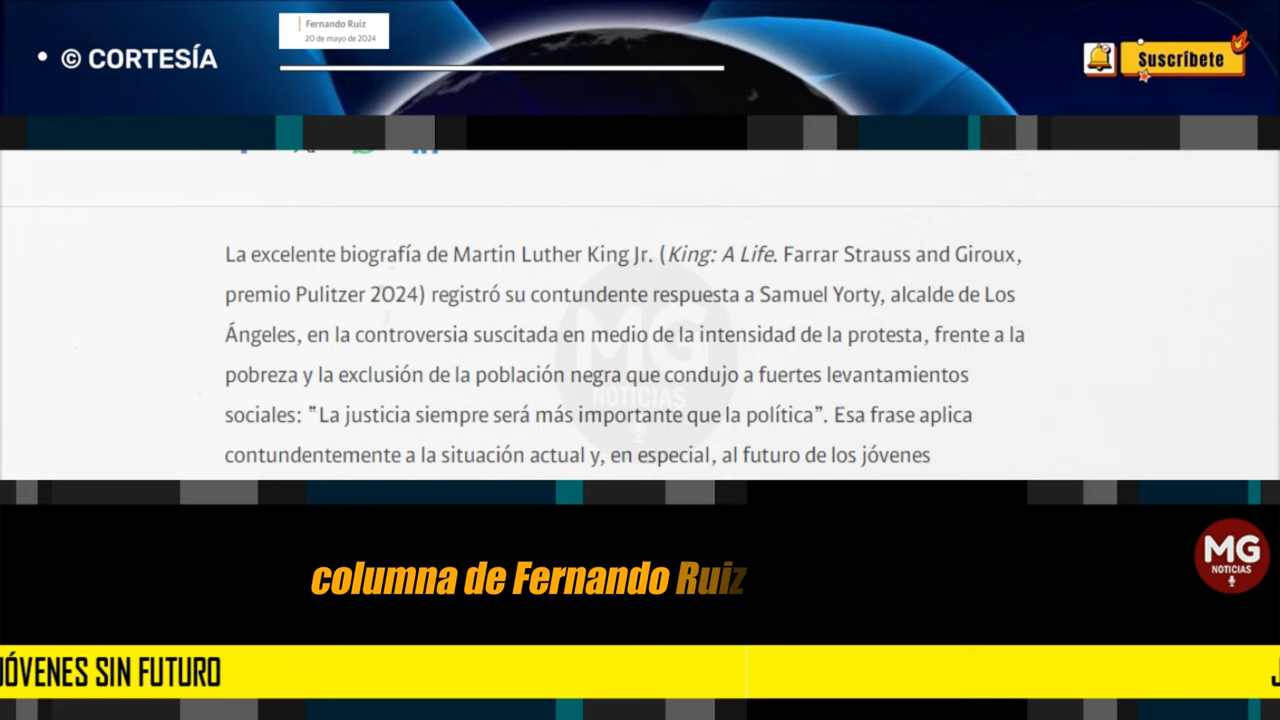 Fernando Ruiz
20 de mayo de 2024
• © CORTESÍA
Suscríbete
La excelente biografía de Martin Luther King Jr. (King: A Life. Farrar Strauss and Giroux,
premio Pulitzer 2024) registró su contundente respuesta a Samuel Yorty, alcalde de Los
Ángeles, en la controversia suscitada en medio de la intensidad de la protesta, frente a la
pobreza y la exclusión de la población negra que condujo a fuertes levantamientos
sociales: “La justicia siempre será más importante que la política”. Esa frase aplica
contundentemente a la situación actual y, en especial, al futuro de los jóvenes
MG
NOTICIAS
columna de Fernando Ruiz
MG
NOTICIAS
JÓVENES SIN FUTURO